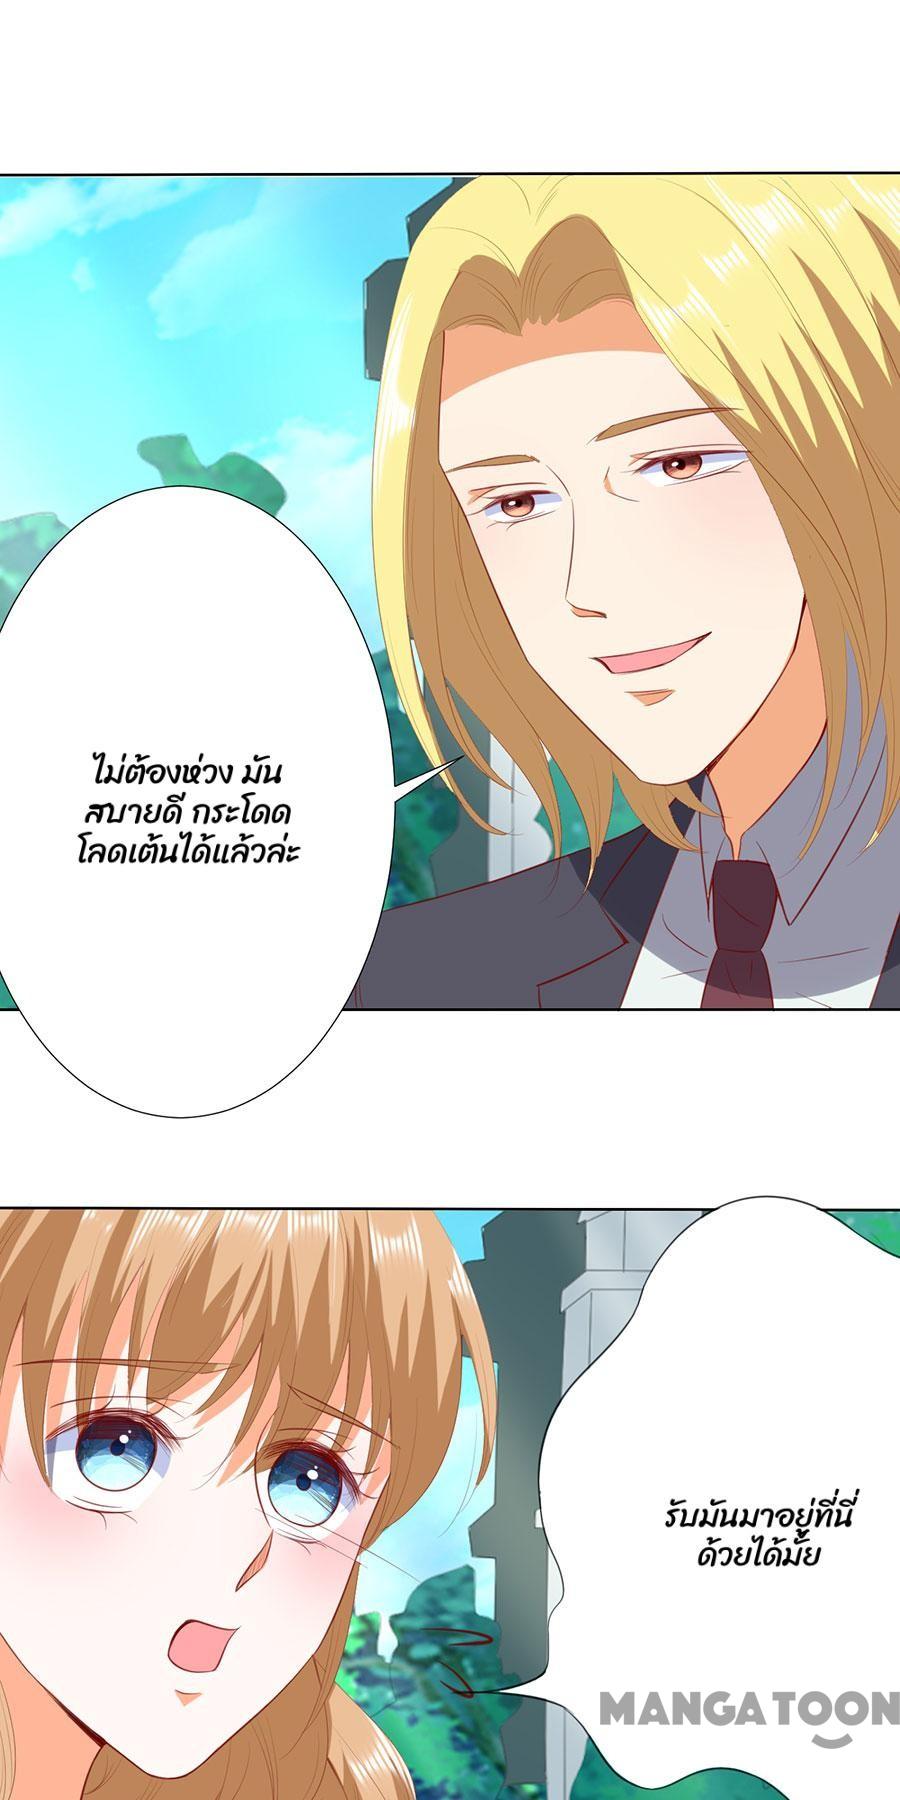 ไม่ต้องห่วง มัน
สบายดี กระโดด
โลดเต้นได้แล้วล่ะ
รับมันมาอยู่ที่นี่
ด้วยได้มั้ย
MANGATOON